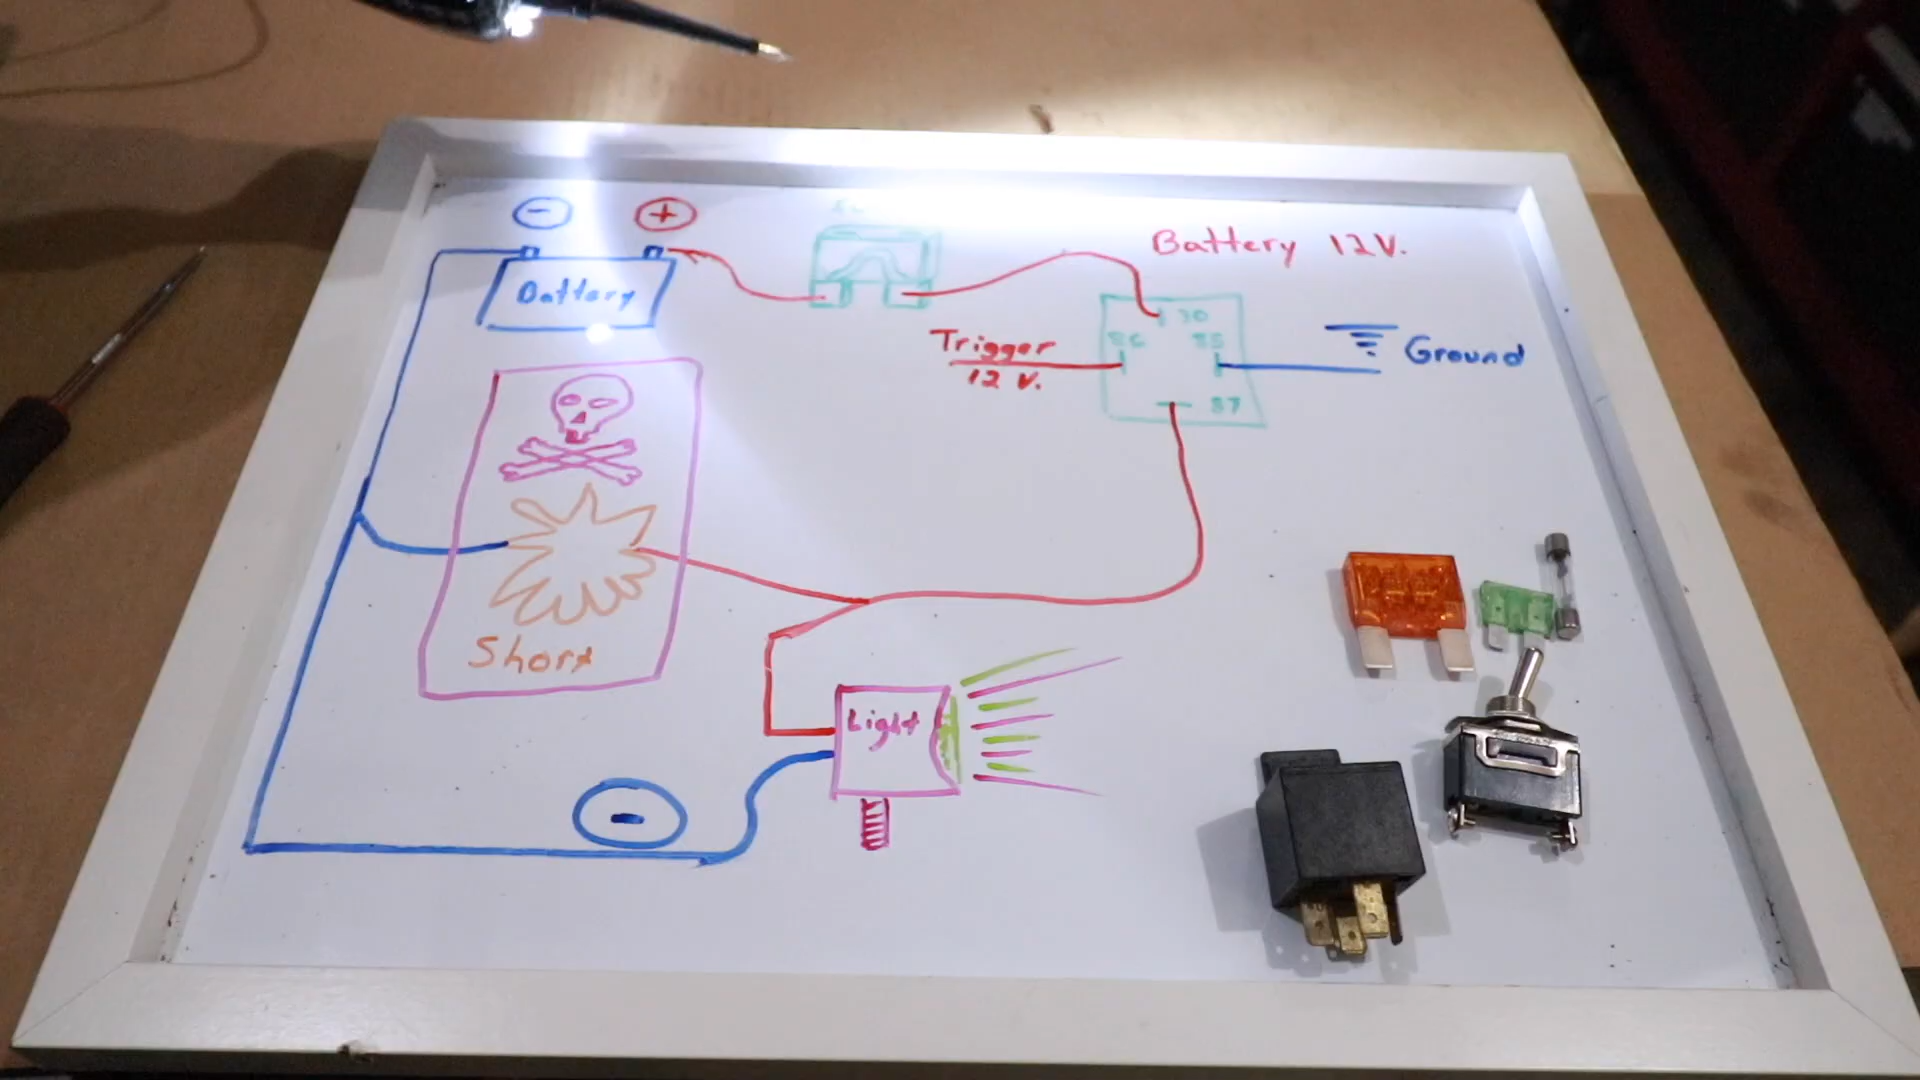 - +
Battery 12V.
Battery
30
Trigger
86 85
Ground
12 V.
87
Short
Light
-